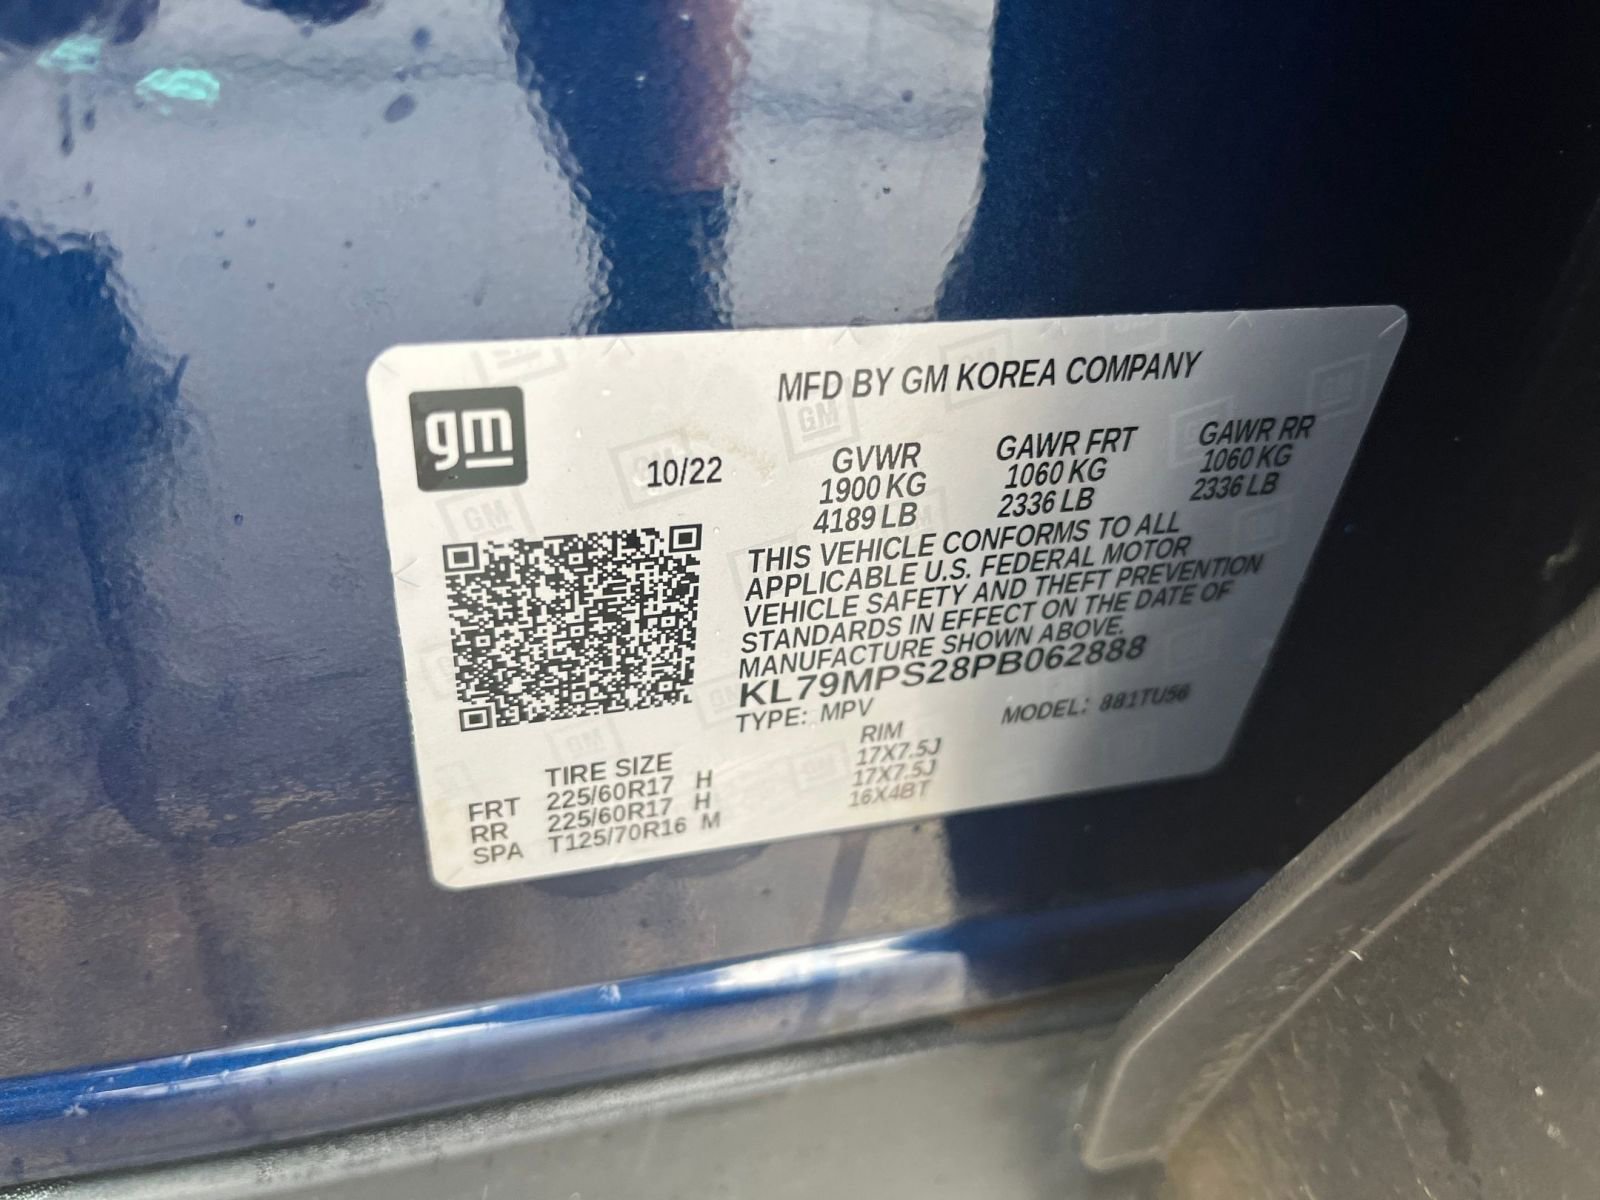 gm
MFD BY GM KOREA COMPANY
10/22
GVWR GAWR FRT GAWR RR
1900 KG 1060 KG 1060 KG
4189 LB 2336 LB 2336 LB
THIS VEHICLE CONFORMS TO ALL
APPLICABLE U.S. FEDERAL MOTOR
VEHICLE SAFETY AND THEFT PREVENTION
STANDARDS IN EFFECT ON THE DATE OF
MANUFACTURE SHOWN ABOVE.
KL79MPS28PB062888
TYPE: MPV MODEL: 881TU56
TIRE SIZE RIM
FRT 225/60R17 H 17X7.5J
RR 225/60R17 H 17X7.5J
SPA T125/70R16 M 16X4BT